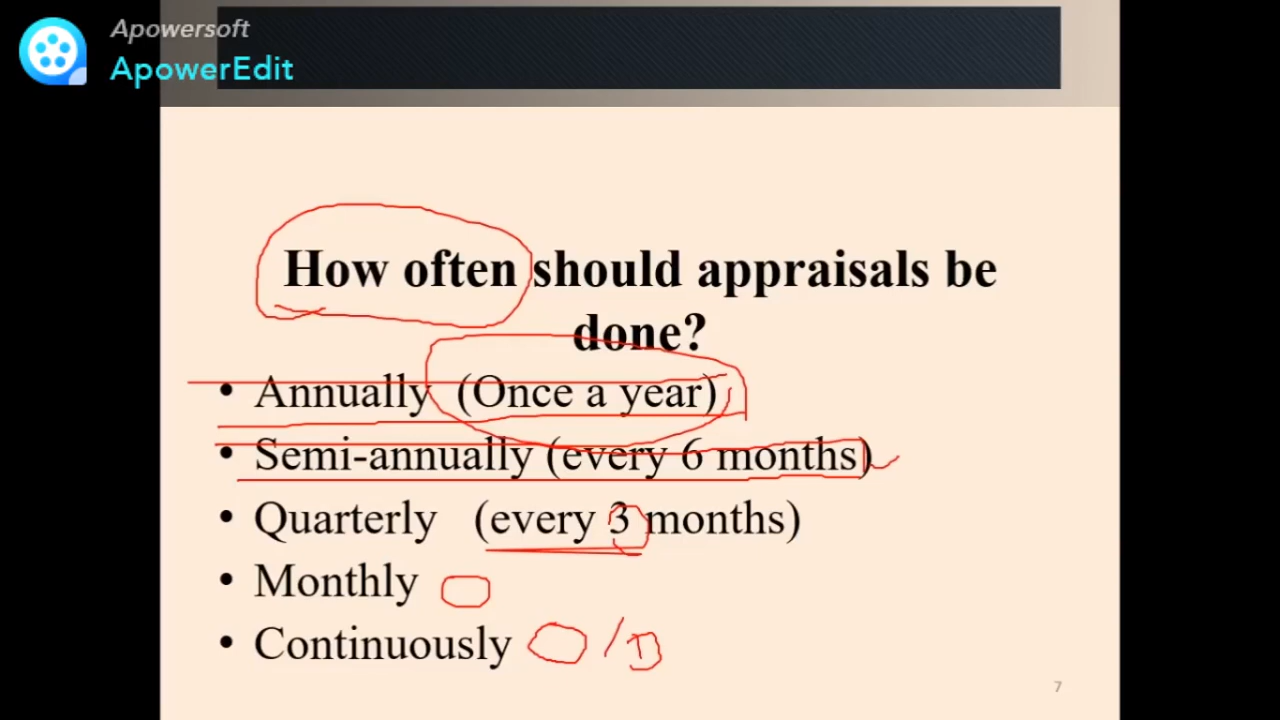 Apowersoft
ApowerEdit
How often should appraisals be
done?
• Annually (Once a year)
• Semi-annually (every 6 months)
• Quarterly (every 3 months)
• Monthly
• Continuously
7